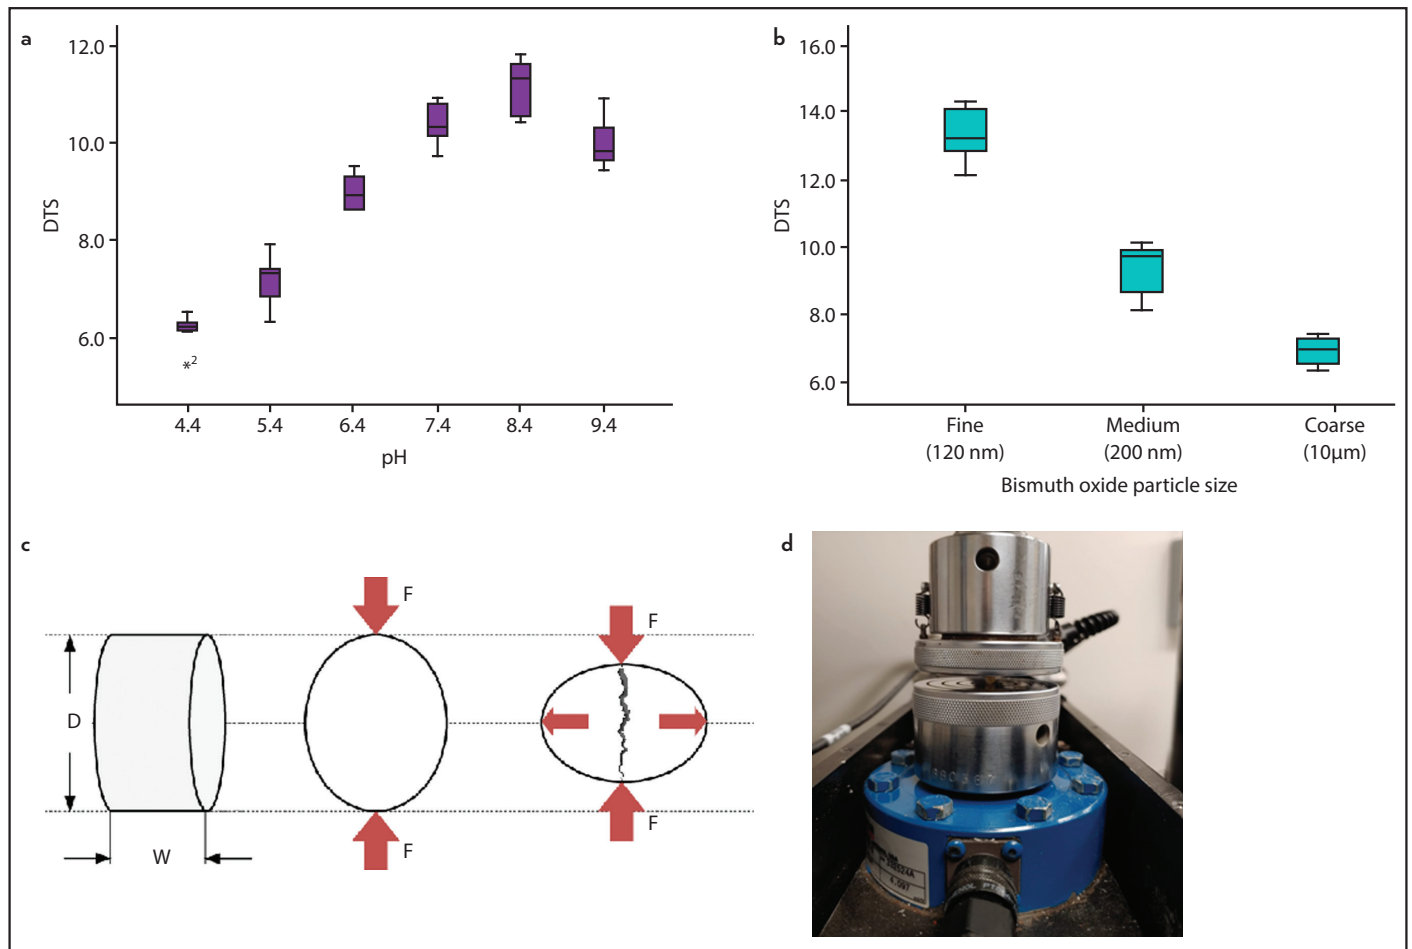 a
DTS
12.0
10.0
8.0
6.0
*2
4.4 5.4 6.4 7.4 8.4 9.4
pH
b
DTS
16.0
14.0
12.0
10.0
8.0
6.0
Fine Medium Coarse
(120 nm) (200 nm) (10µm)
Bismuth oxide particle size
c
D
W
F
F
F
F
d
4.097